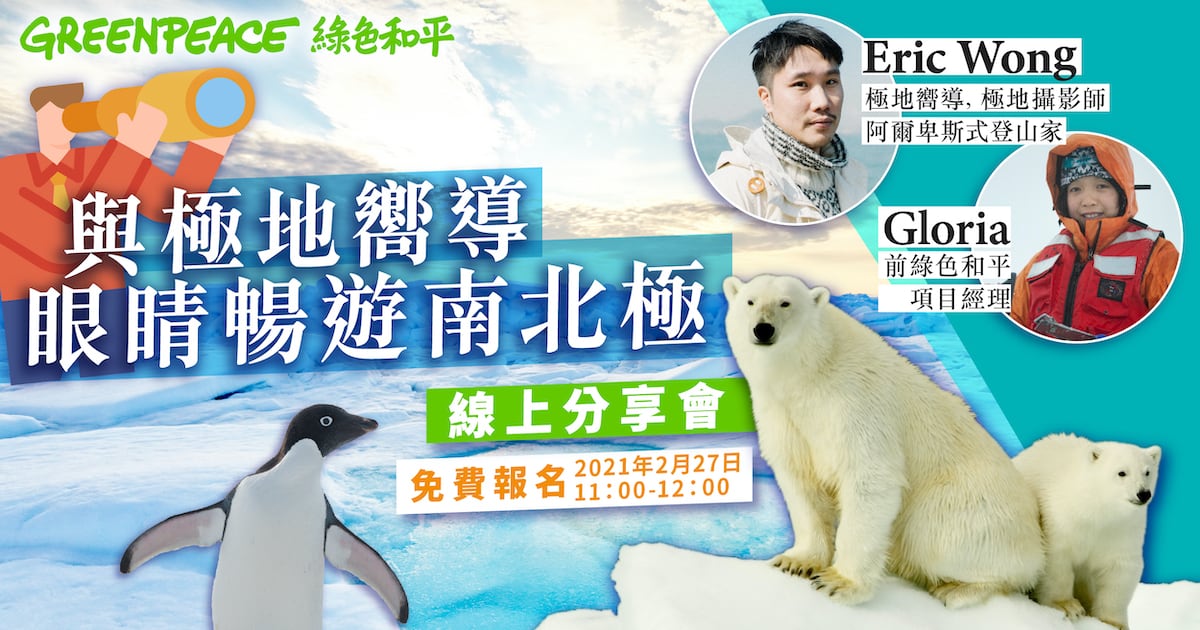 GREENPEACE 綠色和平
Eric Wong
極地嚮導, 極地攝影師
阿爾卑斯式登山家
Gloria
前綠色和平
項目經理
與極地嚮導
眼睛暢遊南北極
線上分享會
免費報名
2021年2月27日
11:00-12:00